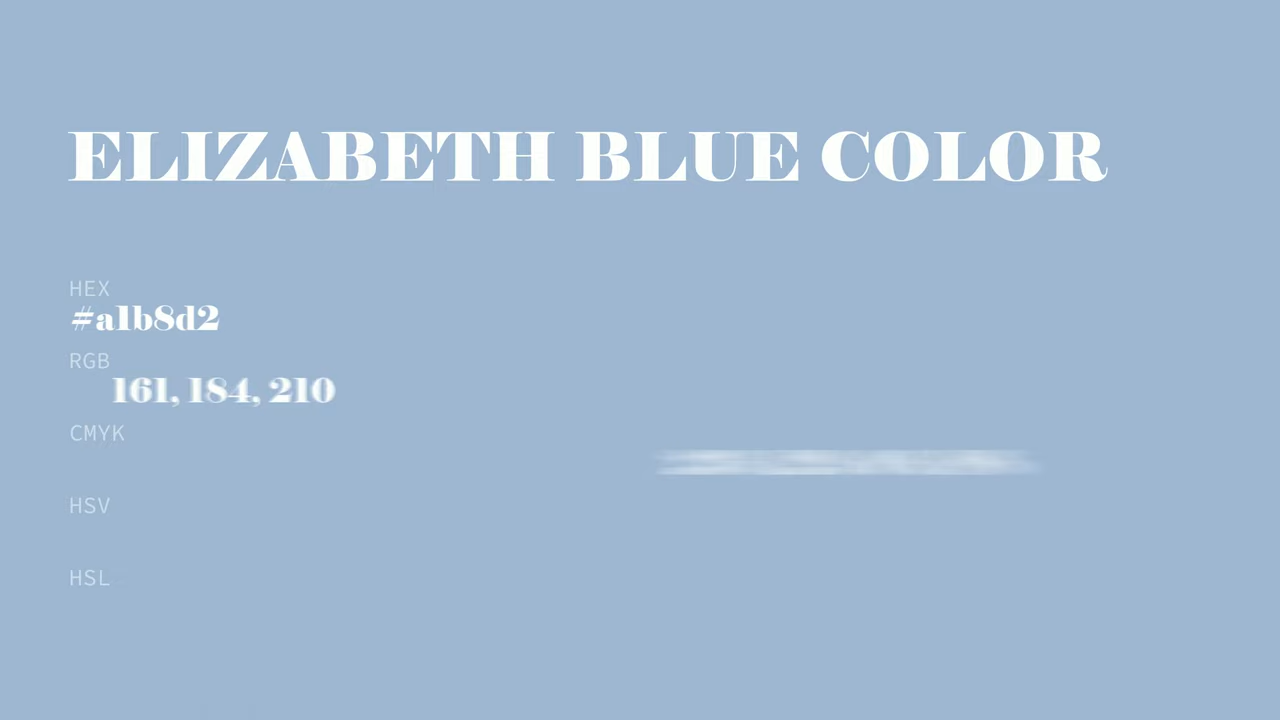 ELIZABETH BLUE COLOR
HEX
#a1b8d2
RGB
161, 184, 210
CMYK
HSV
HSL